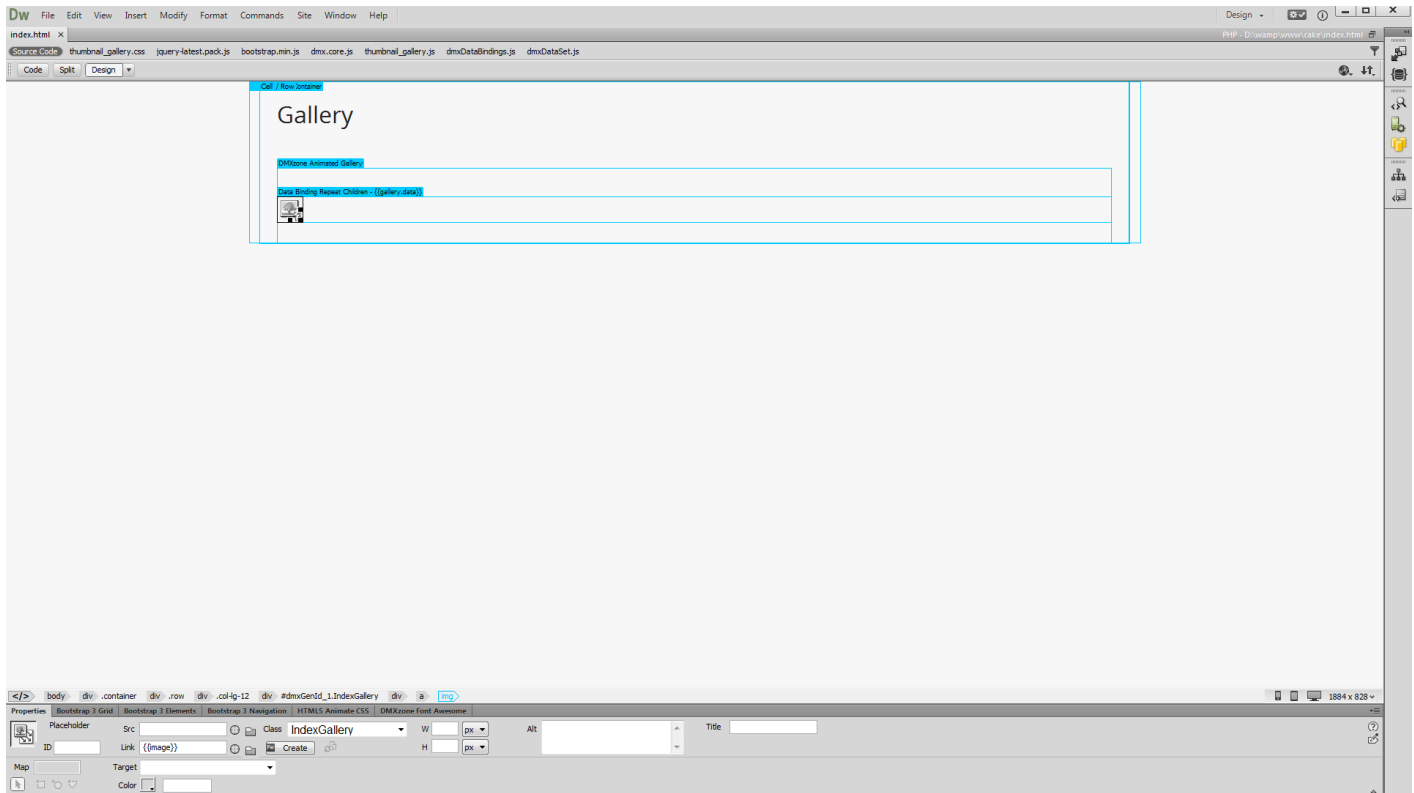 Dw File Edit View Insert Modify Format Commands Site Window Help Design
index.html × PHP - D:\wamp\www\cake\index.html
Source Code thumbnail_gallery.css jquery-latest.pack.js bootstrap.min.js dmx.core.js thumbnail_gallery.js dmxDataBindings.js dmxDataSet.js
Code Split Design
Cell / Row
Gallery
DMXzone Animated Gallery
Data Binding Repeat Children - {{gallery.data}}
</> body div .container div .row div .col-lg-12 div #dmxGenId_1.IndexGallery div a img 1884 x 828
Properties Bootstrap 3 Grid Bootstrap 3 Elements Bootstrap 3 Navigation HTML5 Animate CSS DMXzone Font Awesome
Placeholder Src Class IndexGallery W px Alt Title
ID Link {{image}} Create H px
Map Target
Color